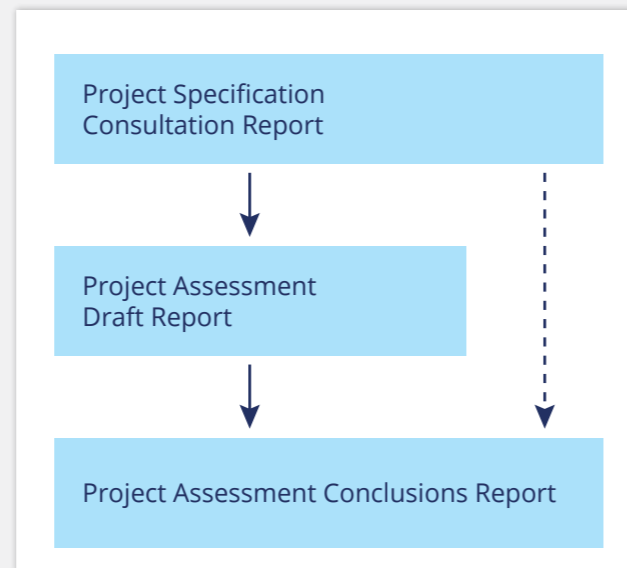 Project Specification
Consultation Report
Project Assessment
Draft Report
Project Assessment Conclusions Report